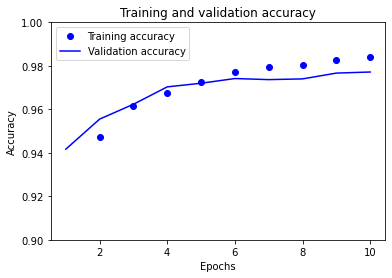 Training and validation accuracy
Training accuracy
Validation accuracy
1.00
0.98
0.96
0.94
0.92
0.90
Accuracy
2 4 6 8 10
Epochs